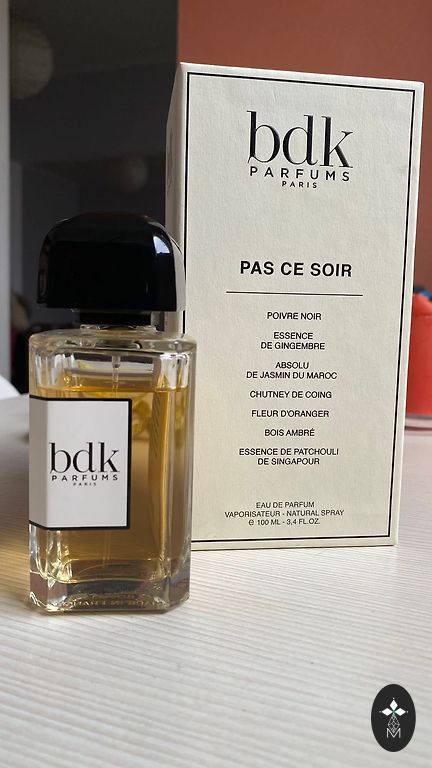 bdk
PARFUMS
PARIS
PAS CE SOIR
POIVRE NOIR
ESSENCE
DE GINGEMBRE
ABSOLU
DE JASMIN DU MAROC
CHUTNEY DE COING
FLEUR D'ORANGER
BOIS AMBRÉ
ESSENCE DE PATCHOULI
DE SINGAPOUR
EAU DE PARFUM
VAPORISATEUR - NATURAL SPRAY
e 100 ML - 3,4 FL.OZ.
bdk
PARFUMS
PARIS